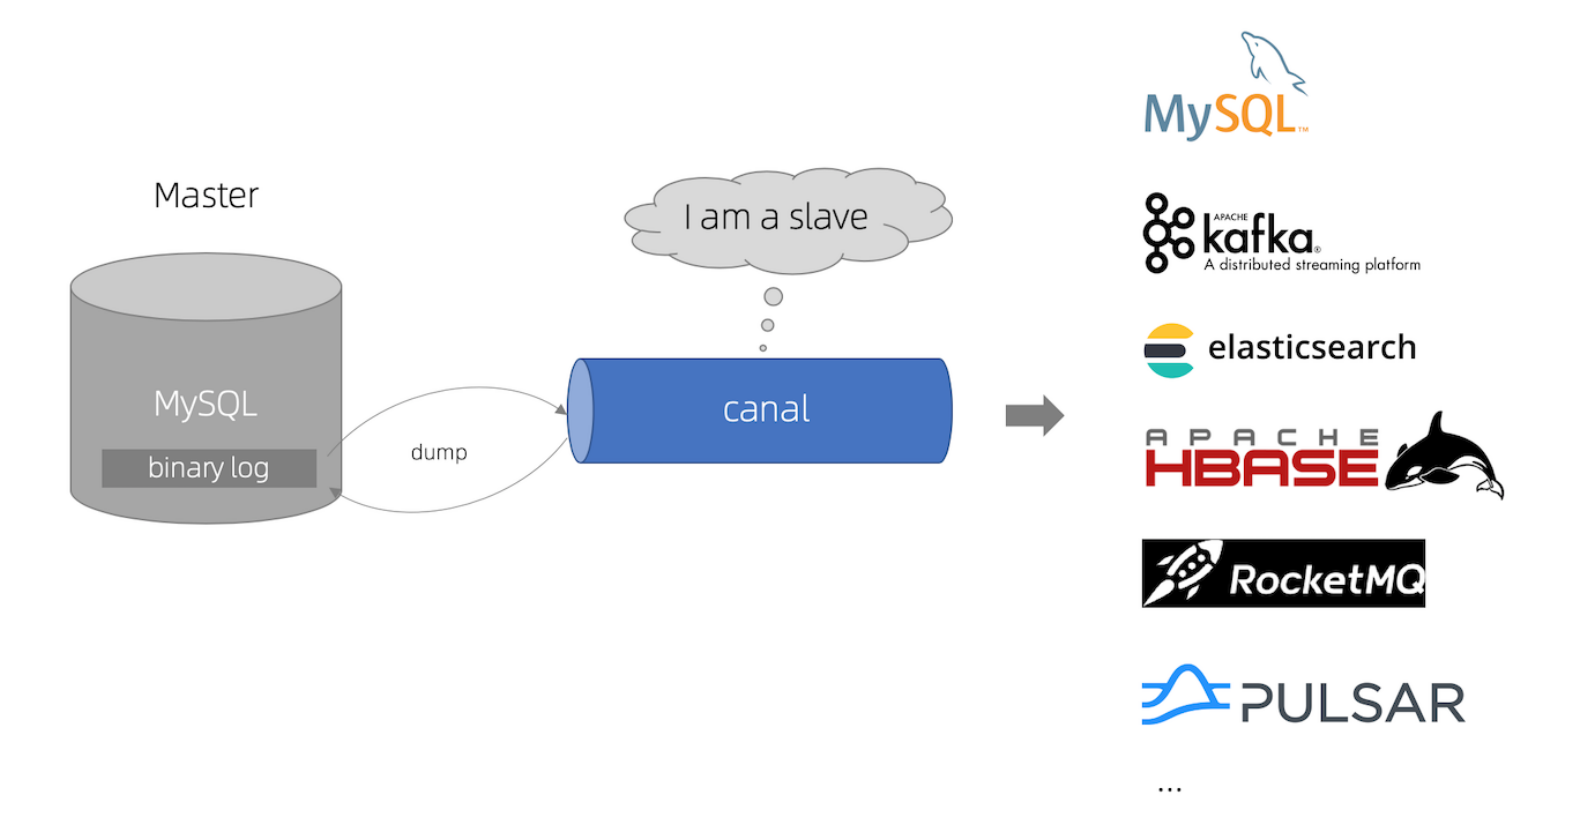 Master
MySQL
binary log
dump
I am a slave
canal
MySQL™
APACHE
kafka®
A distributed streaming platform
elasticsearch
APACHE
HBASE
RocketMQ
PULSAR
...